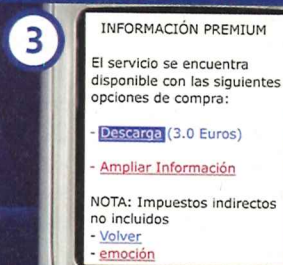 3
INFORMACIÓN PREMIUM
El servicio se encuentra
disponible con las siguientes
opciones de compra:
- Descarga (3.0 Euros)
- Ampliar Información
NOTA: Impuestos indirectos
no incluidos
- Volver
- emoción